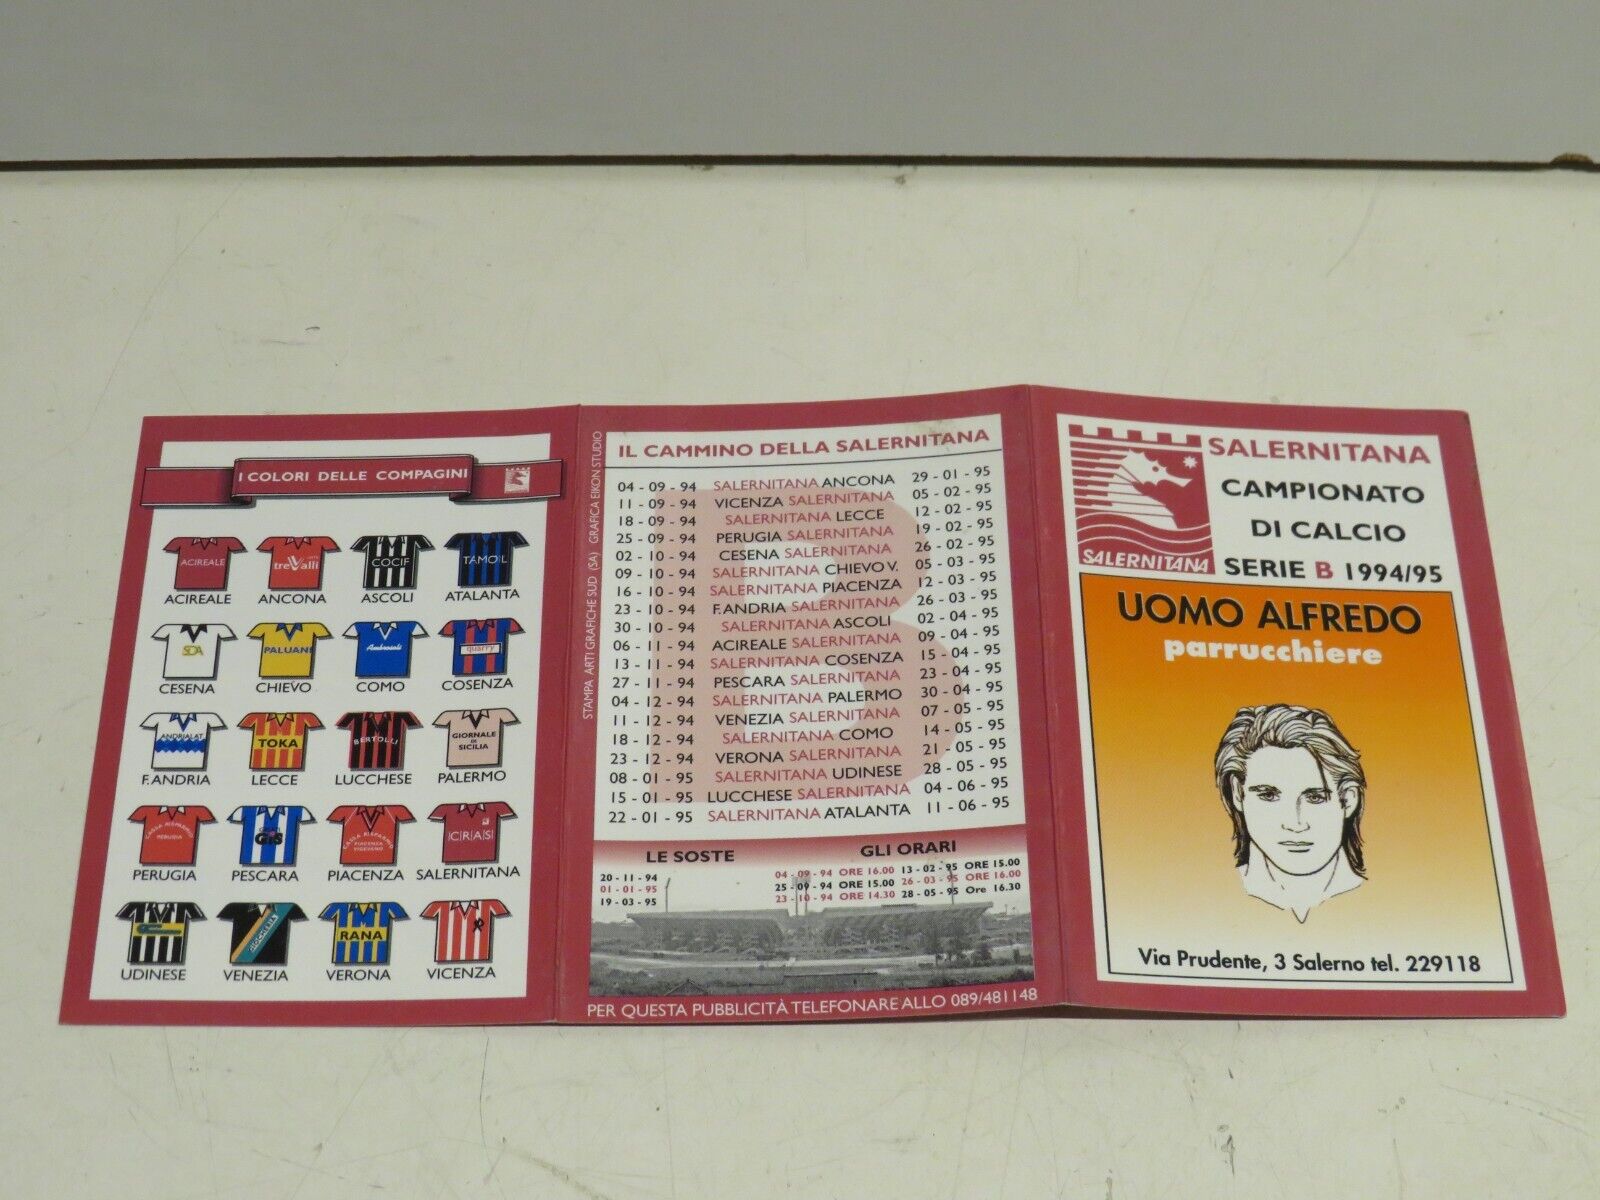 I COLORI DELLE COMPAGINI
ACIREALE
treValli
COCIF
TAMOIL
ACIREALE ANCONA ASCOLI ATALANTA
PALUANI
Ambrosoli
quarry
CESENA CHIEVO COMO COSENZA
ANDRIALAT
TOKA
BERTOLLI
GIORNALE DI SICILIA
F.ANDRIA LECCE LUCCHESE PALERMO
CASSA RISPARMIO PERUGIA
CASSA RISPARMIO PIACENZA VIGEVANO
C|R|A|S
PERUGIA PESCARA PIACENZA SALERNITANA
RANA
UDINESE VENEZIA VERONA VICENZA
STAMPA ARTI GRAFICHE SUD (SA) GRAFICA EIKON STUDIO
IL CAMMINO DELLA SALERNITANA
04 - 09 - 94 SALERNITANA ANCONA 29 - 01 - 95
11 - 09 - 94 VICENZA SALERNITANA 05 - 02 - 95
18 - 09 - 94 SALERNITANA LECCE 12 - 02 - 95
25 - 09 - 94 PERUGIA SALERNITANA 19 - 02 - 95
02 - 10 - 94 CESENA SALERNITANA 26 - 02 - 95
09 - 10 - 94 SALERNITANA CHIEVO V. 05 - 03 - 95
16 - 10 - 94 SALERNITANA PIACENZA 12 - 03 - 95
23 - 10 - 94 F.ANDRIA SALERNITANA 26 - 03 - 95
30 - 10 - 94 SALERNITANA ASCOLI 02 - 04 - 95
06 - 11 - 94 ACIREALE SALERNITANA 09 - 04 - 95
13 - 11 - 94 SALERNITANA COSENZA 15 - 04 - 95
27 - 11 - 94 PESCARA SALERNITANA 23 - 04 - 95
04 - 12 - 94 SALERNITANA PALERMO 30 - 04 - 95
11 - 12 - 94 VENEZIA SALERNITANA 07 - 05 - 95
18 - 12 - 94 SALERNITANA COMO 14 - 05 - 95
23 - 12 - 94 VERONA SALERNITANA 21 - 05 - 95
08 - 01 - 95 SALERNITANA UDINESE 28 - 05 - 95
15 - 01 - 95 LUCCHESE SALERNITANA 04 - 06 - 95
22 - 01 - 95 SALERNITANA ATALANTA 11 - 06 - 95
LE SOSTE
20 - 11 - 94
01 - 01 - 95
19 - 03 - 95
GLI ORARI
04 - 09 - 94 ORE 16.00 13 - 02 - 95 ORE 15.00
25 - 09 - 94 ORE 15.00 26 - 03 - 95 ORE 16.00
23 - 10 - 94 ORE 14.30 28 - 05 - 95 Ore 16.30
PER QUESTA PUBBLICITÀ TELEFONARE ALLO 089/481148
SALERNITANA
SALERNITANA
CAMPIONATO
DI CALCIO
SERIE B 1994/95
UOMO ALFREDO
parrucchiere
Via Prudente, 3 Salerno tel. 229118